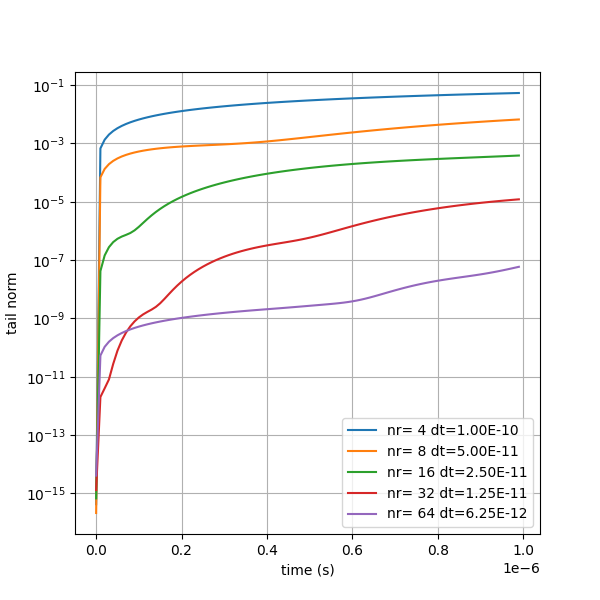 10⁻¹
10⁻³
10⁻⁵
10⁻⁷
10⁻⁹
10⁻¹¹
10⁻¹³
10⁻¹⁵
tail norm
nr= 4 dt=1.00E-10
nr= 8 dt=5.00E-11
nr= 16 dt=2.50E-11
nr= 32 dt=1.25E-11
nr= 64 dt=6.25E-12
0.0 0.2 0.4 0.6 0.8 1.0
time (s)
1e−6